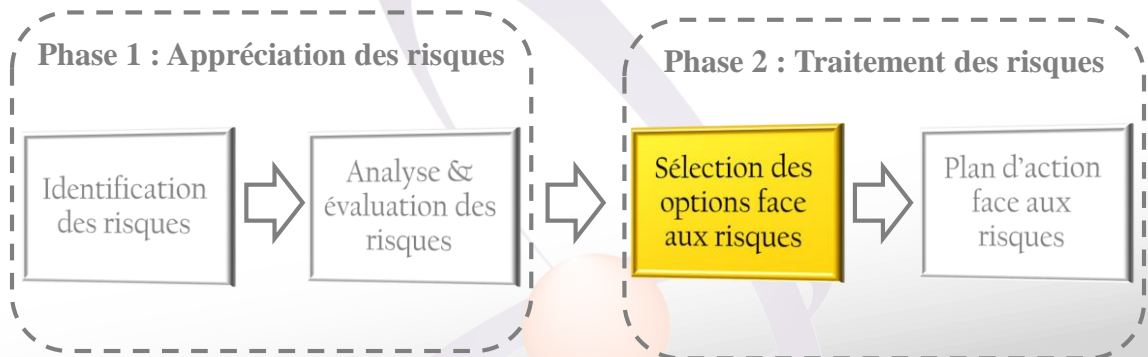 Phase 1 : Appréciation des risques
Identification
des risques
Analyse &
évaluation des
risques
Phase 2 : Traitement des risques
Sélection des
options face
aux risques
Plan d'action
face aux
risques